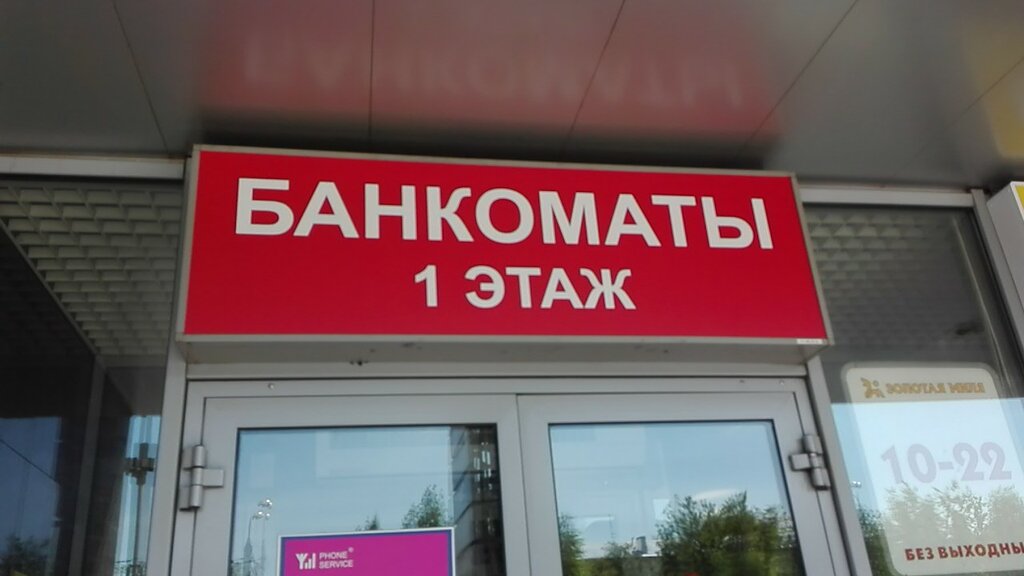 БАНКОМАТЫ
1 ЭТАЖ
ЗОЛОТАЯ МИЛЯ
10-22
БЕЗ ВЫХОДНЫ
PHONE
SERVICE